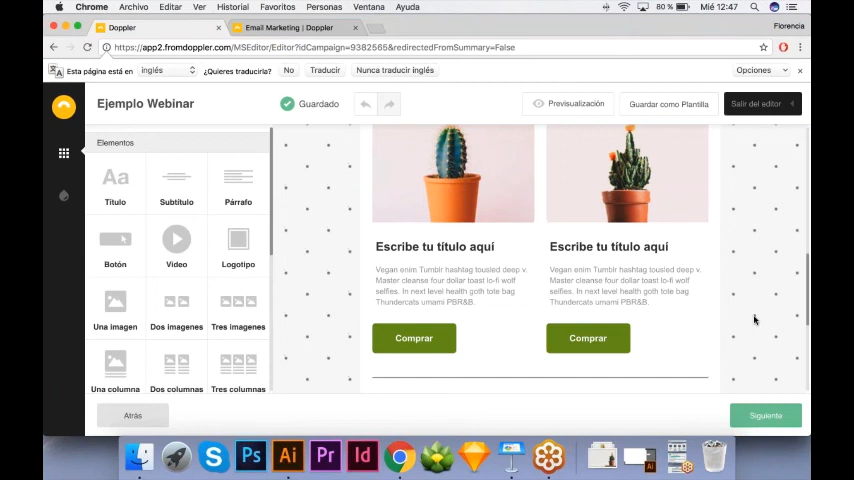 Chrome Archivo Editar Ver Historial Favoritos Personas Ventana Ayuda 80 % Mié 12:47
Doppler × Email Marketing | Doppler × Florencia
https://app2.fromdoppler.com/MSEditor/Editor?idCampaign=9382565&redirectedFromSummary=False
Esta página está en inglés ¿Quieres traducirla? No Traducir Nunca traducir inglés Opciones ×
Ejemplo Webinar Guardado Previsualización Guardar como Plantilla Salir del editor
Elementos
Aa
Título Subtítulo Párrafo
Botón Video Logotipo
Una imagen Dos imagenes Tres imagenes
Una columna Dos columnas Tres columnas
Escribe tu título aquí Escribe tu título aquí
Vegan enim Tumblr hashtag tousled deep v. Vegan enim Tumblr hashtag tousled deep v.
Master cleanse four dollar toast lo-fi wolf Master cleanse four dollar toast lo-fi wolf
selfies. In next level health goth tote bag selfies. In next level health goth tote bag
Thundercats umami PBR&B. Thundercats umami PBR&B.
Comprar Comprar
Atrás Siguiente
S Ps Ai Pr Id Ai